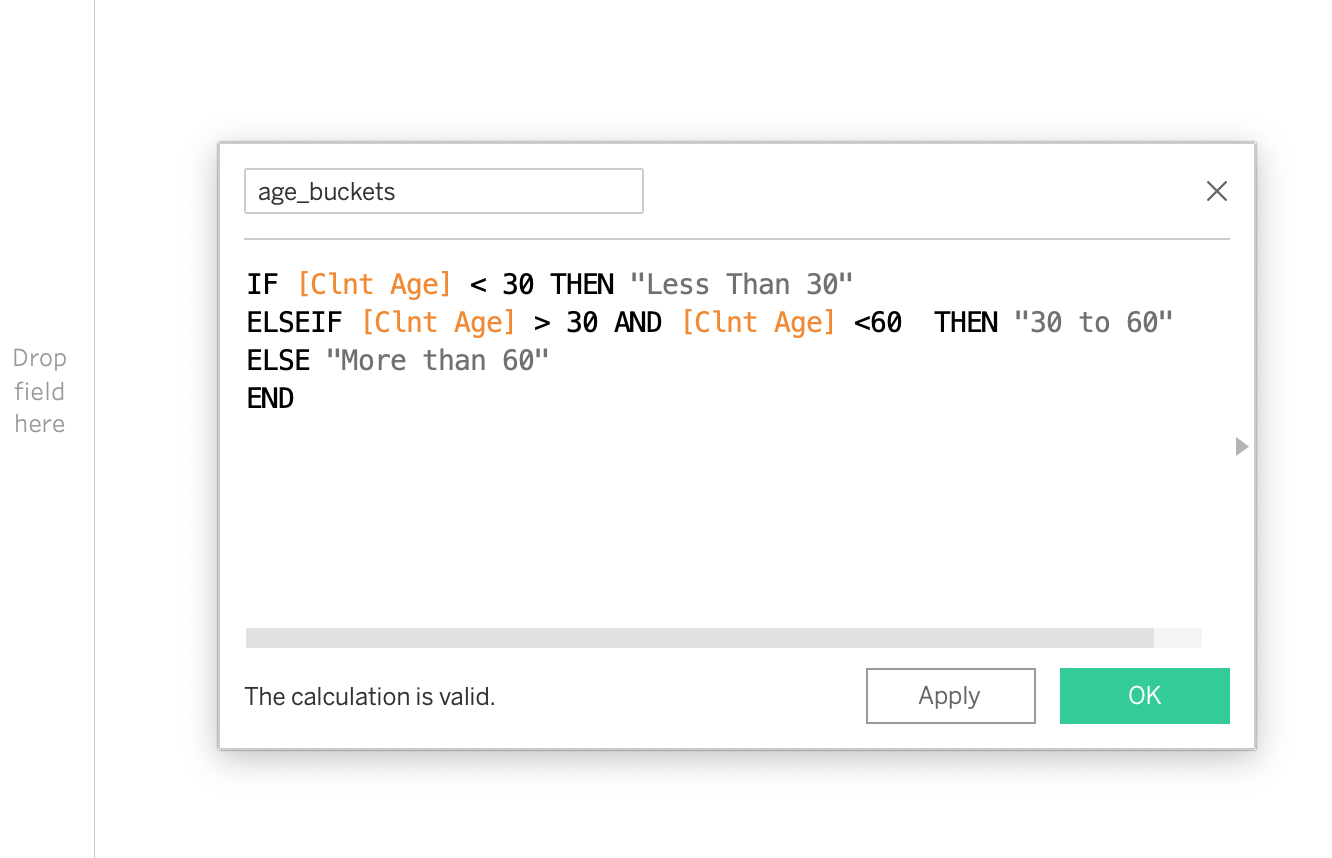 age_buckets
IF [Clnt Age] < 30 THEN "Less Than 30"
ELSEIF [Clnt Age] > 30 AND [Clnt Age] <60  THEN "30 to 60"
ELSE "More than 60"
END
Drop
field
here
The calculation is valid.
Apply
OK